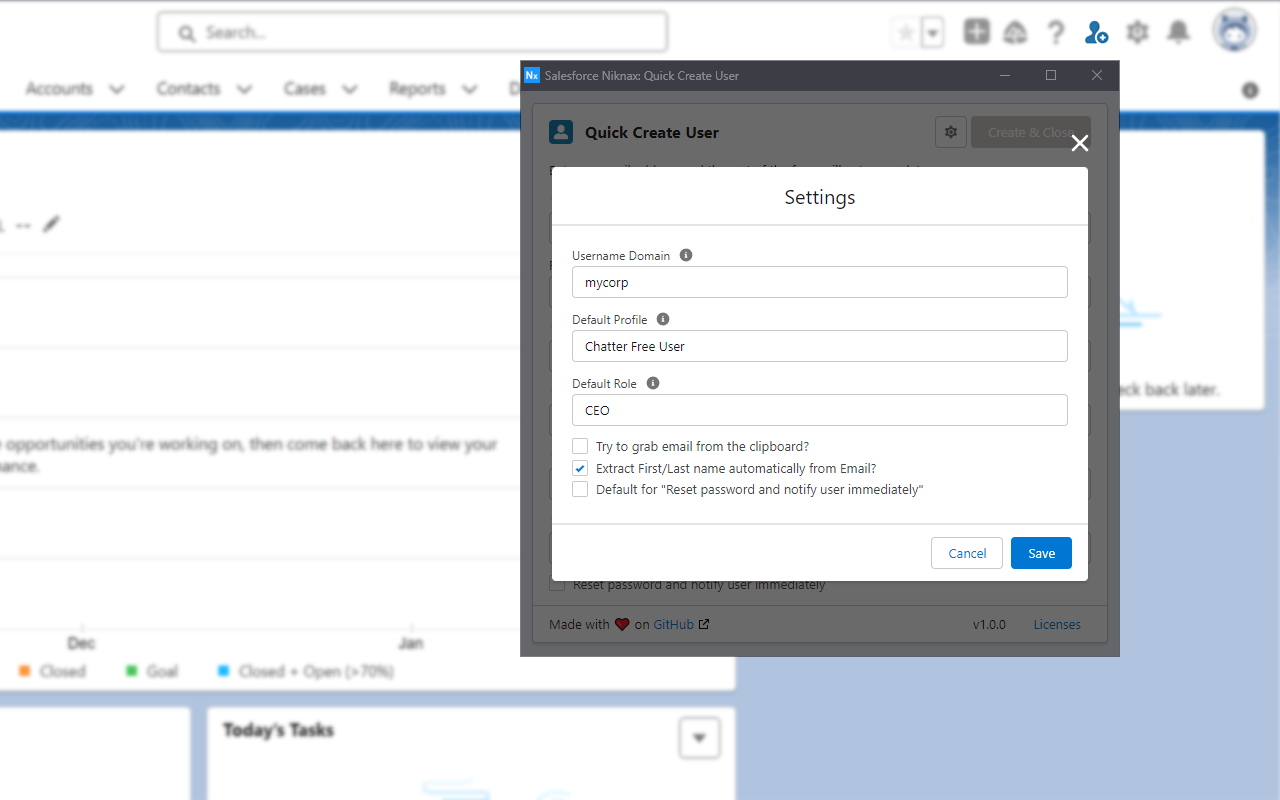 Search...
Accounts
Contacts
Cases
Reports
D
Nx Salesforce Niknax: Quick Create User
Quick Create User
Create & Close
Settings
Username Domain
mycorp
Default Profile
Chatter Free User
Default Role
CEO
Try to grab email from the clipboard?
Extract First/Last name automatically from Email?
Default for "Reset password and notify user immediately"
Cancel
Save
Reset password and notify user immediately
Made with ❤ on GitHub
v1.0.0
Licenses
--
eck back later.
opportunities you're working on, then come back here to view your
mance.
Dec
Jan
Closed
Goal
Closed + Open (>70%)
Today's Tasks